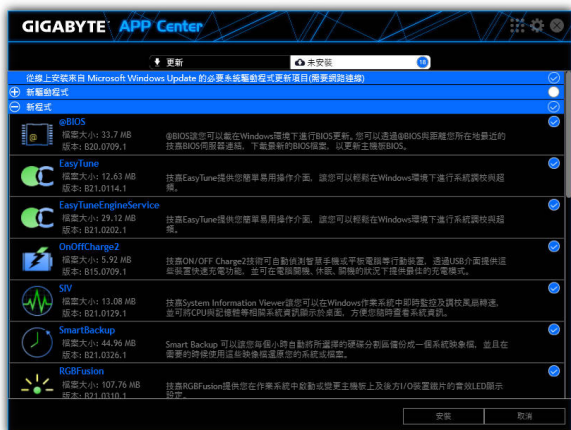 GIGABYTE APP Center
更新
未安裝 18
從線上安裝來自 Microsoft Windows Update 的必要系統驅動程式更新項目(需要網路連線)
新驅動程式
新程式
@BIOS
檔案大小: 33.7 MB
版本: B20.0709.1
@BIOS讓您可以載在Windows環境下進行BIOS更新。您可以透過@BIOS與距離您所在地最近的
技嘉BIOS伺服器連結，下載最新的BIOS檔案，以更新主機板BIOS。
EasyTune
檔案大小: 12.63 MB
版本: B21.0114.1
技嘉EasyTune提供您簡單易用操作介面，讓您可以輕鬆在Windows環境下進行系統調校與超
頻。
EasyTuneEngineService
檔案大小: 29.12 MB
版本: B21.0202.1
技嘉EasyTune提供您簡單易用操作介面，讓您可以輕鬆在Windows環境下進行系統調校與超
頻。
OnOffCharge2
檔案大小: 5.92 MB
版本: B15.0709.1
技嘉ON/OFF Charge2技術可自動偵測智慧手機或平板電腦等行動裝置，透過USB介面提供這
些裝置快速充電功能，並可在電腦開機、休眠、關機的狀況下提供最佳的充電模式。
SIV
檔案大小: 13.08 MB
版本: B21.0129.1
技嘉System Information Viewer讓您可以在Windows作業系統中即時監控及調校風扇轉速，
並可將CPU與記憶體等相關系統資訊顯示於桌面，方便您隨時查看系統資訊。
SmartBackup
檔案大小: 44.96 MB
版本: B21.0326.1
Smart Backup 可以讓您每個小時自動將所選擇的硬碟分割區備份成一個系統映像檔，並且在
需要的時候使用這些映像檔還原您的系統或檔案。
RGBFusion
檔案大小: 107.76 MB
版本: B21.0310.1
技嘉RGBFusion提供您在作業系統中啟動或變更主機板上及後方I/O裝置鐵片的音效LED顯示
設定。
安裝
取消